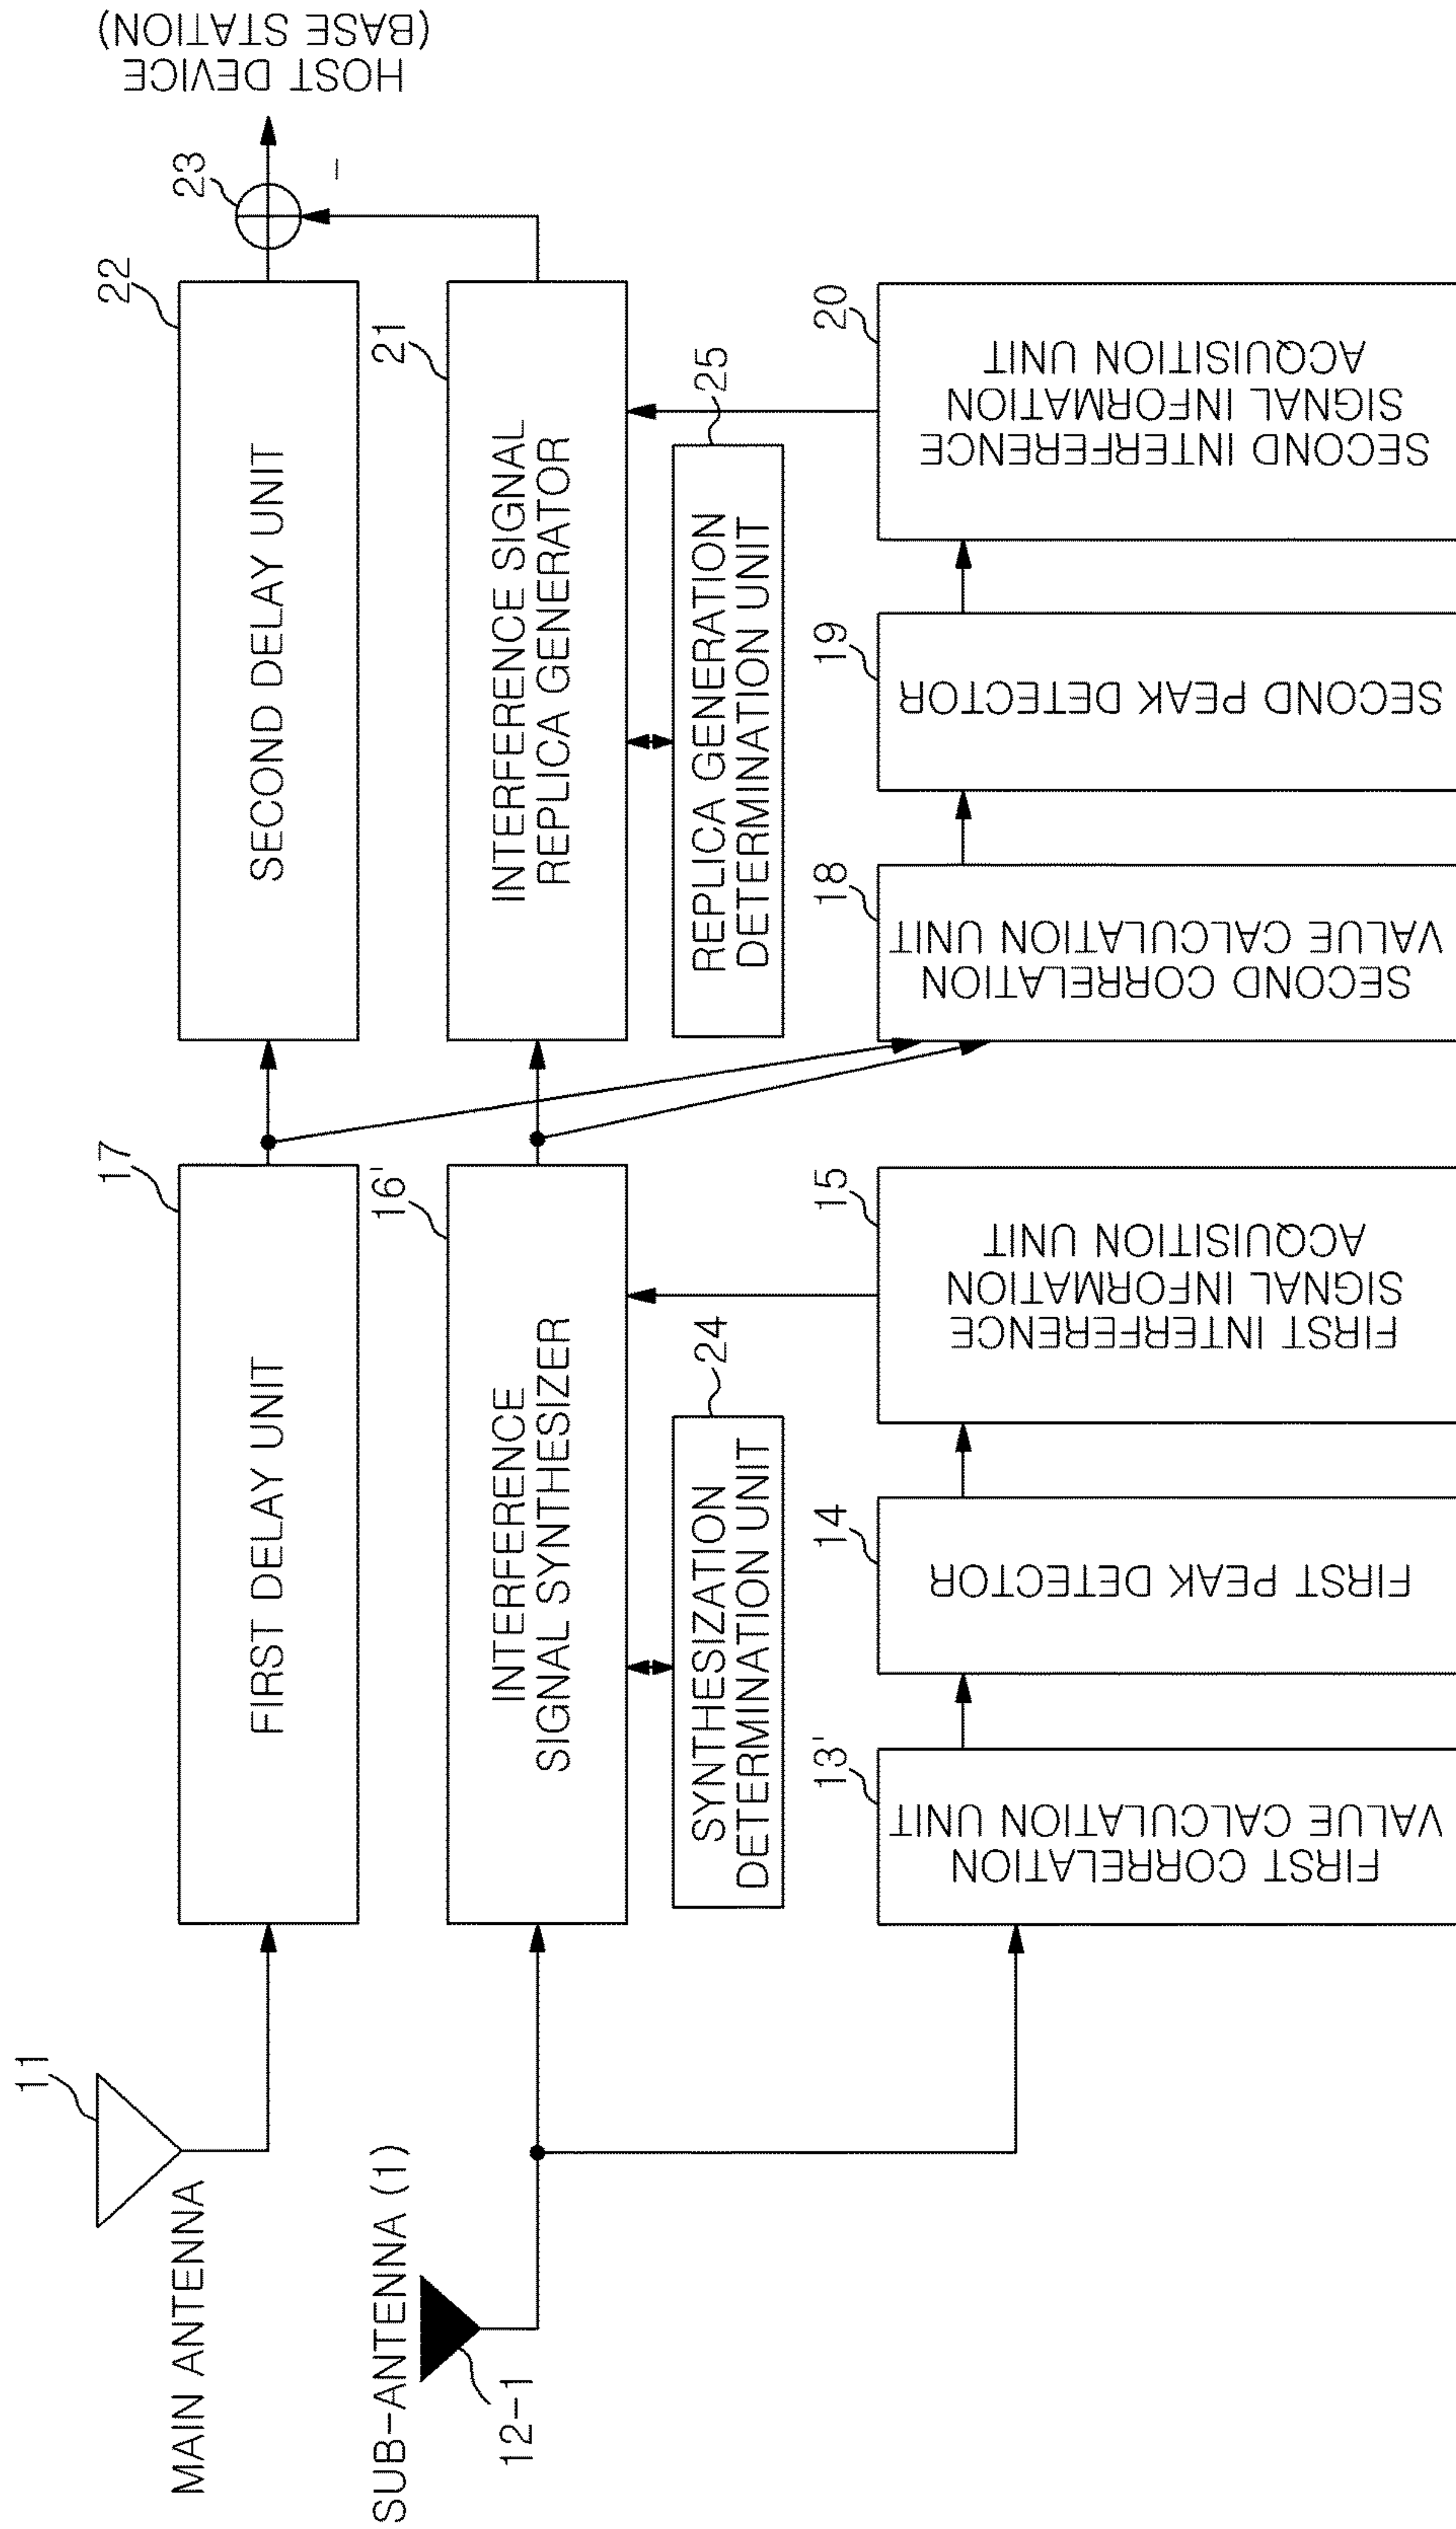 11
MAIN ANTENNA
17
FIRST DELAY UNIT
22
SECOND DELAY UNIT
23
−
HOST DEVICE
(BASE STATION)
SUB-ANTENNA (1)
12-1
16'
INTERFERENCE
SIGNAL SYNTHESIZER
21
INTERFERENCE SIGNAL
REPLICA GENERATOR
24
SYNTHESIZATION
DETERMINATION UNIT
25
REPLICA GENERATION
DETERMINATION UNIT
13'
FIRST CORRELATION
VALUE CALCULATION UNIT
14
FIRST PEAK DETECTOR
15
FIRST INTERFERENCE
SIGNAL INFORMATION
ACQUISITION UNIT
18
SECOND CORRELATION
VALUE CALCULATION UNIT
19
SECOND PEAK DETECTOR
20
SECOND INTERFERENCE
SIGNAL INFORMATION
ACQUISITION UNIT